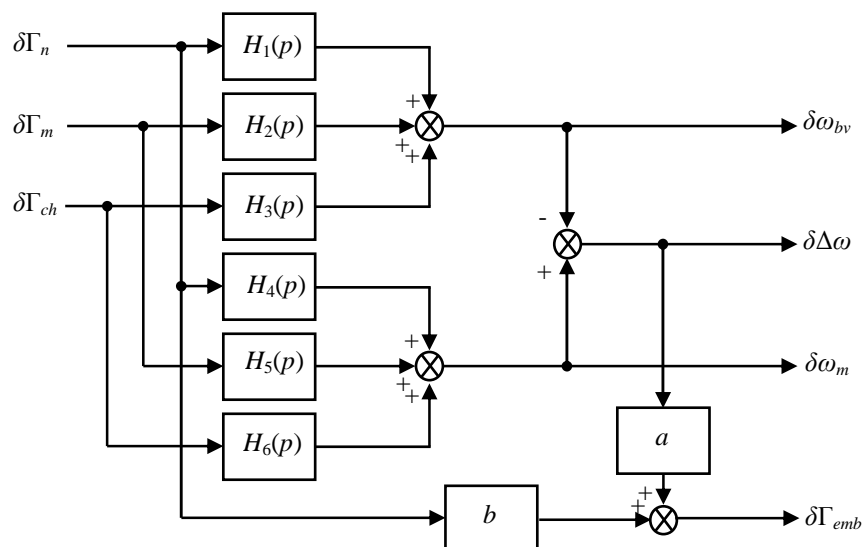 δΓn H1(p)
+
δΓm H2(p) + δωbv
+
δΓch H3(p)
-
δΔω
+
H4(p)
+
H5(p) + δωm
+
H6(p)
a
+
b + δΓemb